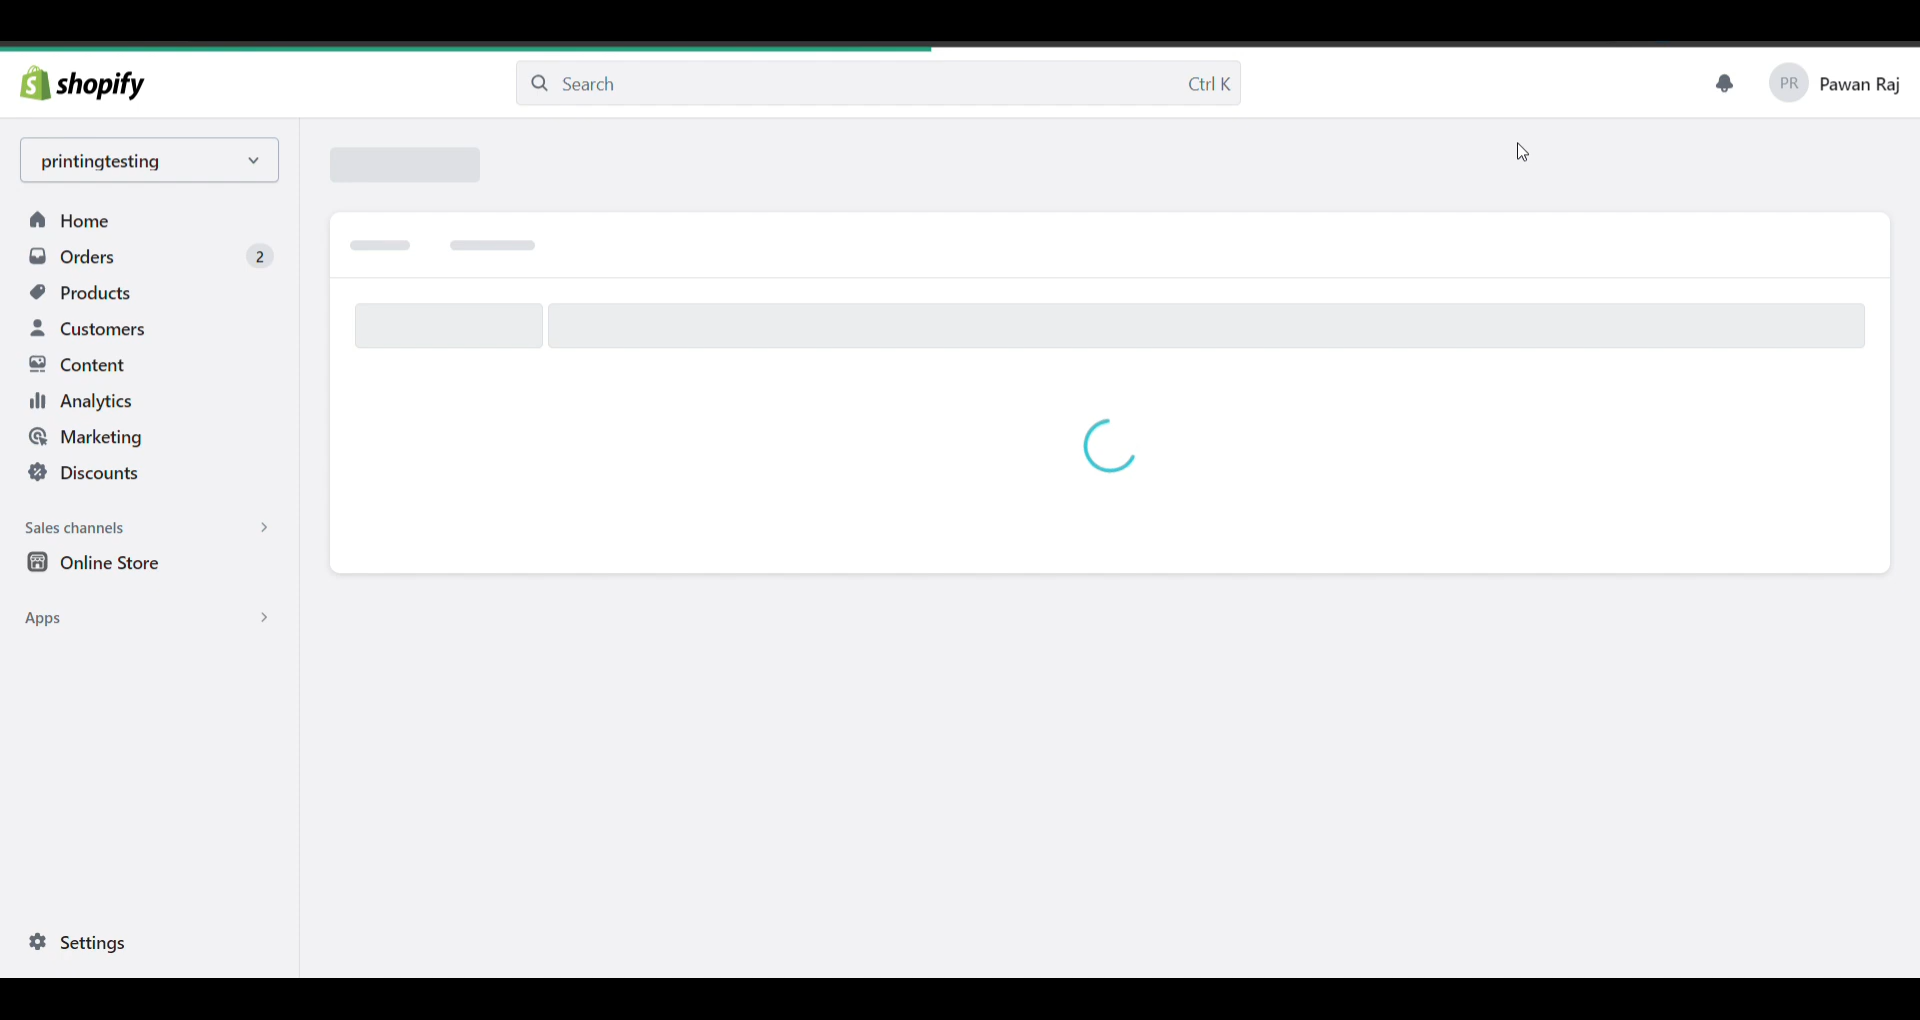 shopify
Search Ctrl K
PR Pawan Raj
printingtesting
Home
Orders 2
Products
Customers
Content
Analytics
Marketing
Discounts
Sales channels
Online Store
Apps
Settings